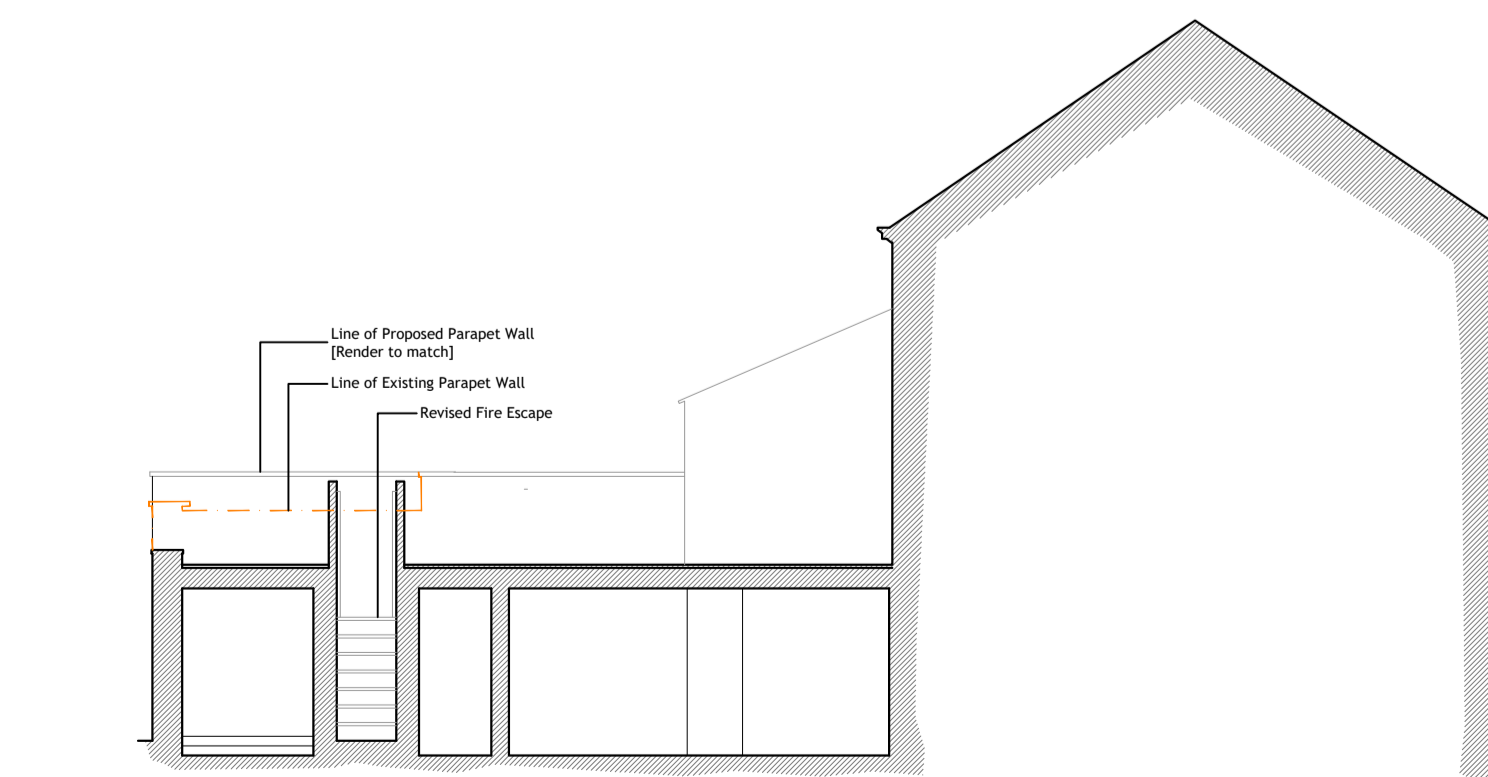 Line of Proposed Parapet Wall
[Render to match]
Line of Existing Parapet Wall
Revised Fire Escape